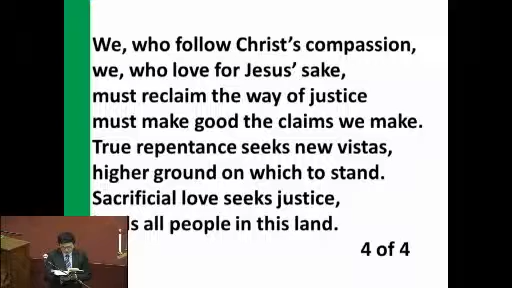 We, who follow Christ's compassion,
we, who love for Jesus' sake,
must reclaim the way of justice
must make good the claims we make.
True repentance seeks new vistas,
higher ground on which to stand.
Sacrificial love seeks justice,
all people in this land.
4 of 4